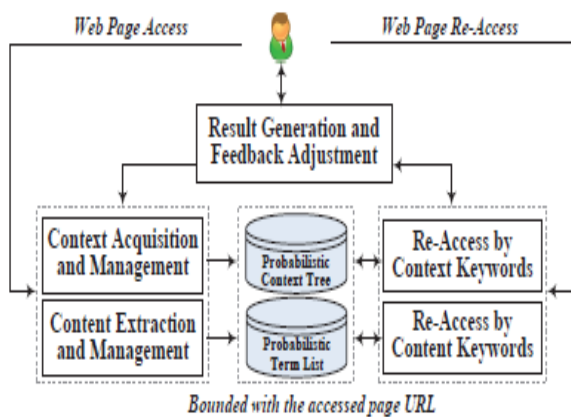 Web Page Access
Web Page Re-Access
Result Generation and
Feedback Adjustment
Context Acquisition
and Management
Probabilistic
Context Tree
Re-Access by
Context Keywords
Content Extraction
and Management
Probabilistic
Term List
Re-Access by
Content Keywords
Bounded with the accessed page URL